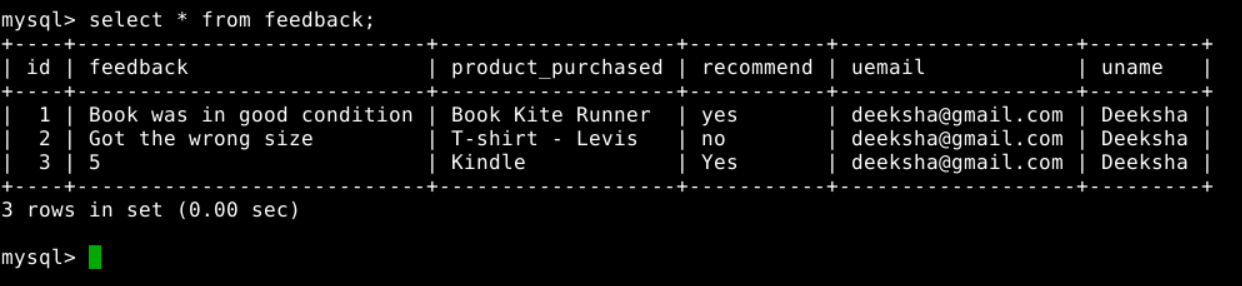 mysql> select * from feedback;
+----+----------------------------+-------------------+-----------+-------------------+---------+
| id | feedback                   | product_purchased | recommend | uemail            | uname   |
+----+----------------------------+-------------------+-----------+-------------------+---------+
|  1 | Book was in good condition | Book Kite Runner  | yes       | deeksha@gmail.com | Deeksha |
|  2 | Got the wrong size         | T-shirt - Levis   | no        | deeksha@gmail.com | Deeksha |
|  3 | 5                          | Kindle            | Yes       | deeksha@gmail.com | Deeksha |
+----+----------------------------+-------------------+-----------+-------------------+---------+
3 rows in set (0.00 sec)
mysql>